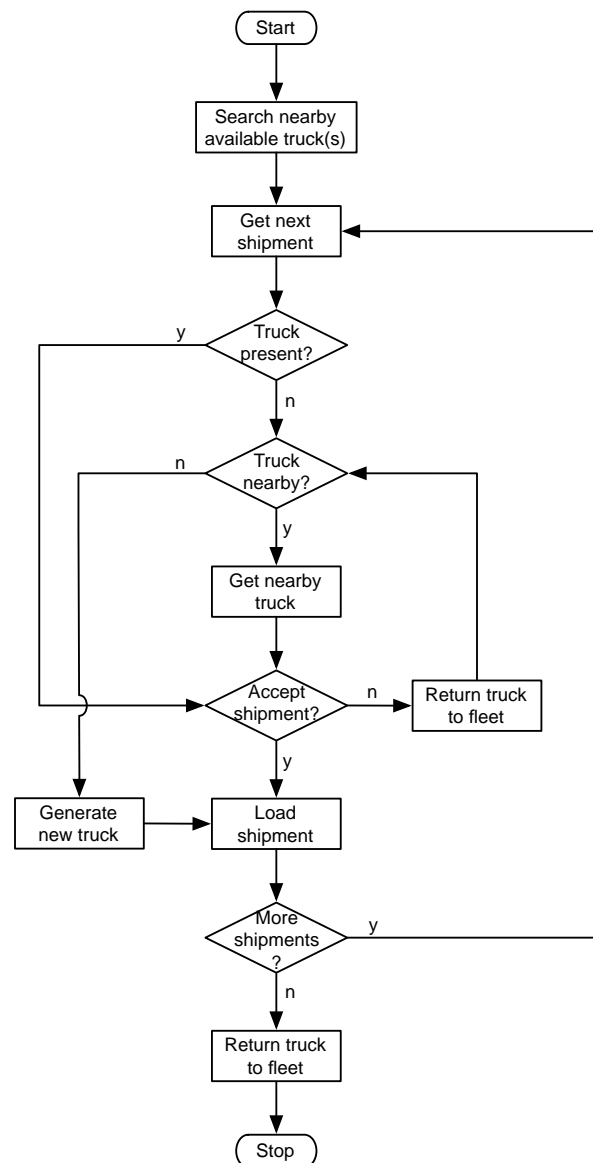 Start
Search nearby
available truck(s)
Get next
shipment
y
Truck
present?
n
n
Truck
nearby?
y
Get nearby
truck
Accept
shipment?
n
Return truck
to fleet
y
Generate
new truck
Load
shipment
More
shipments
?
y
n
Return truck
to fleet
Stop